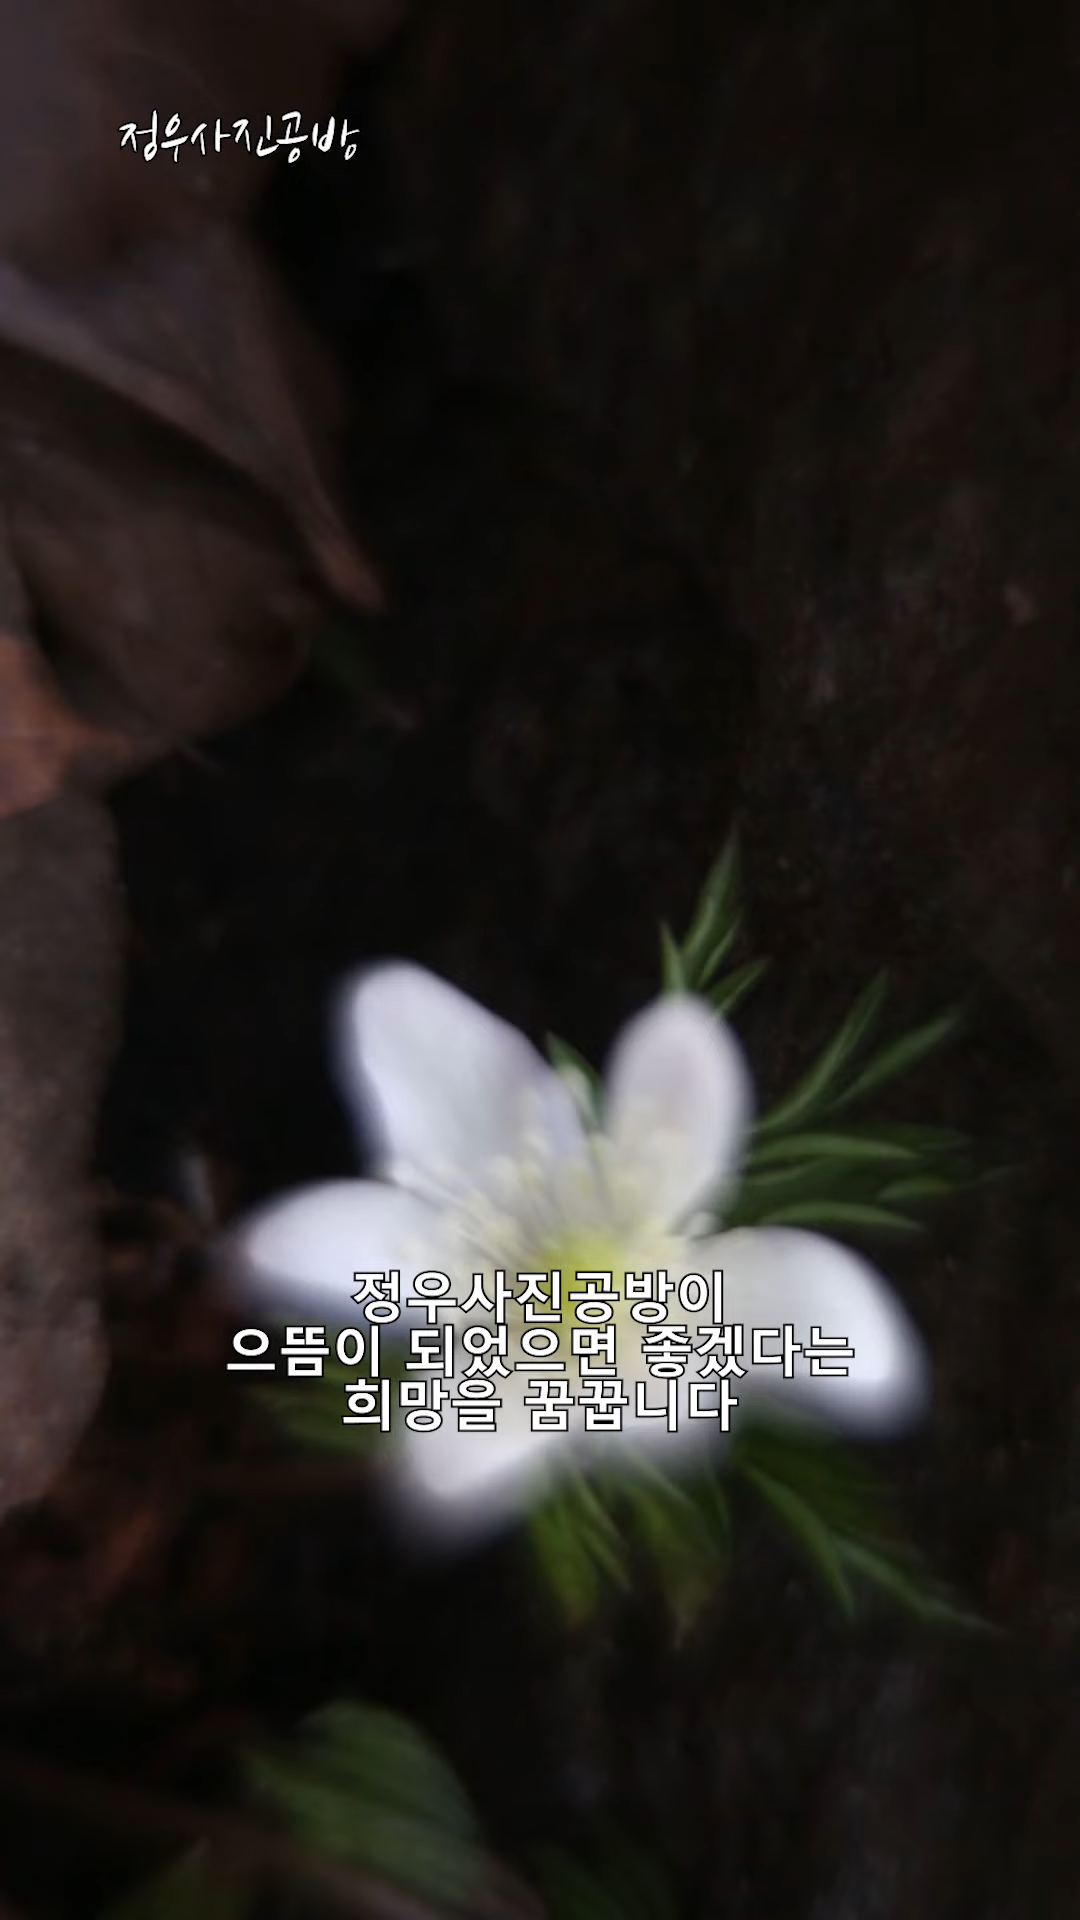 정우사진공방
정우사진공방이
으뜸이 되었으면 좋겠다는
희망을 꿈꿉니다